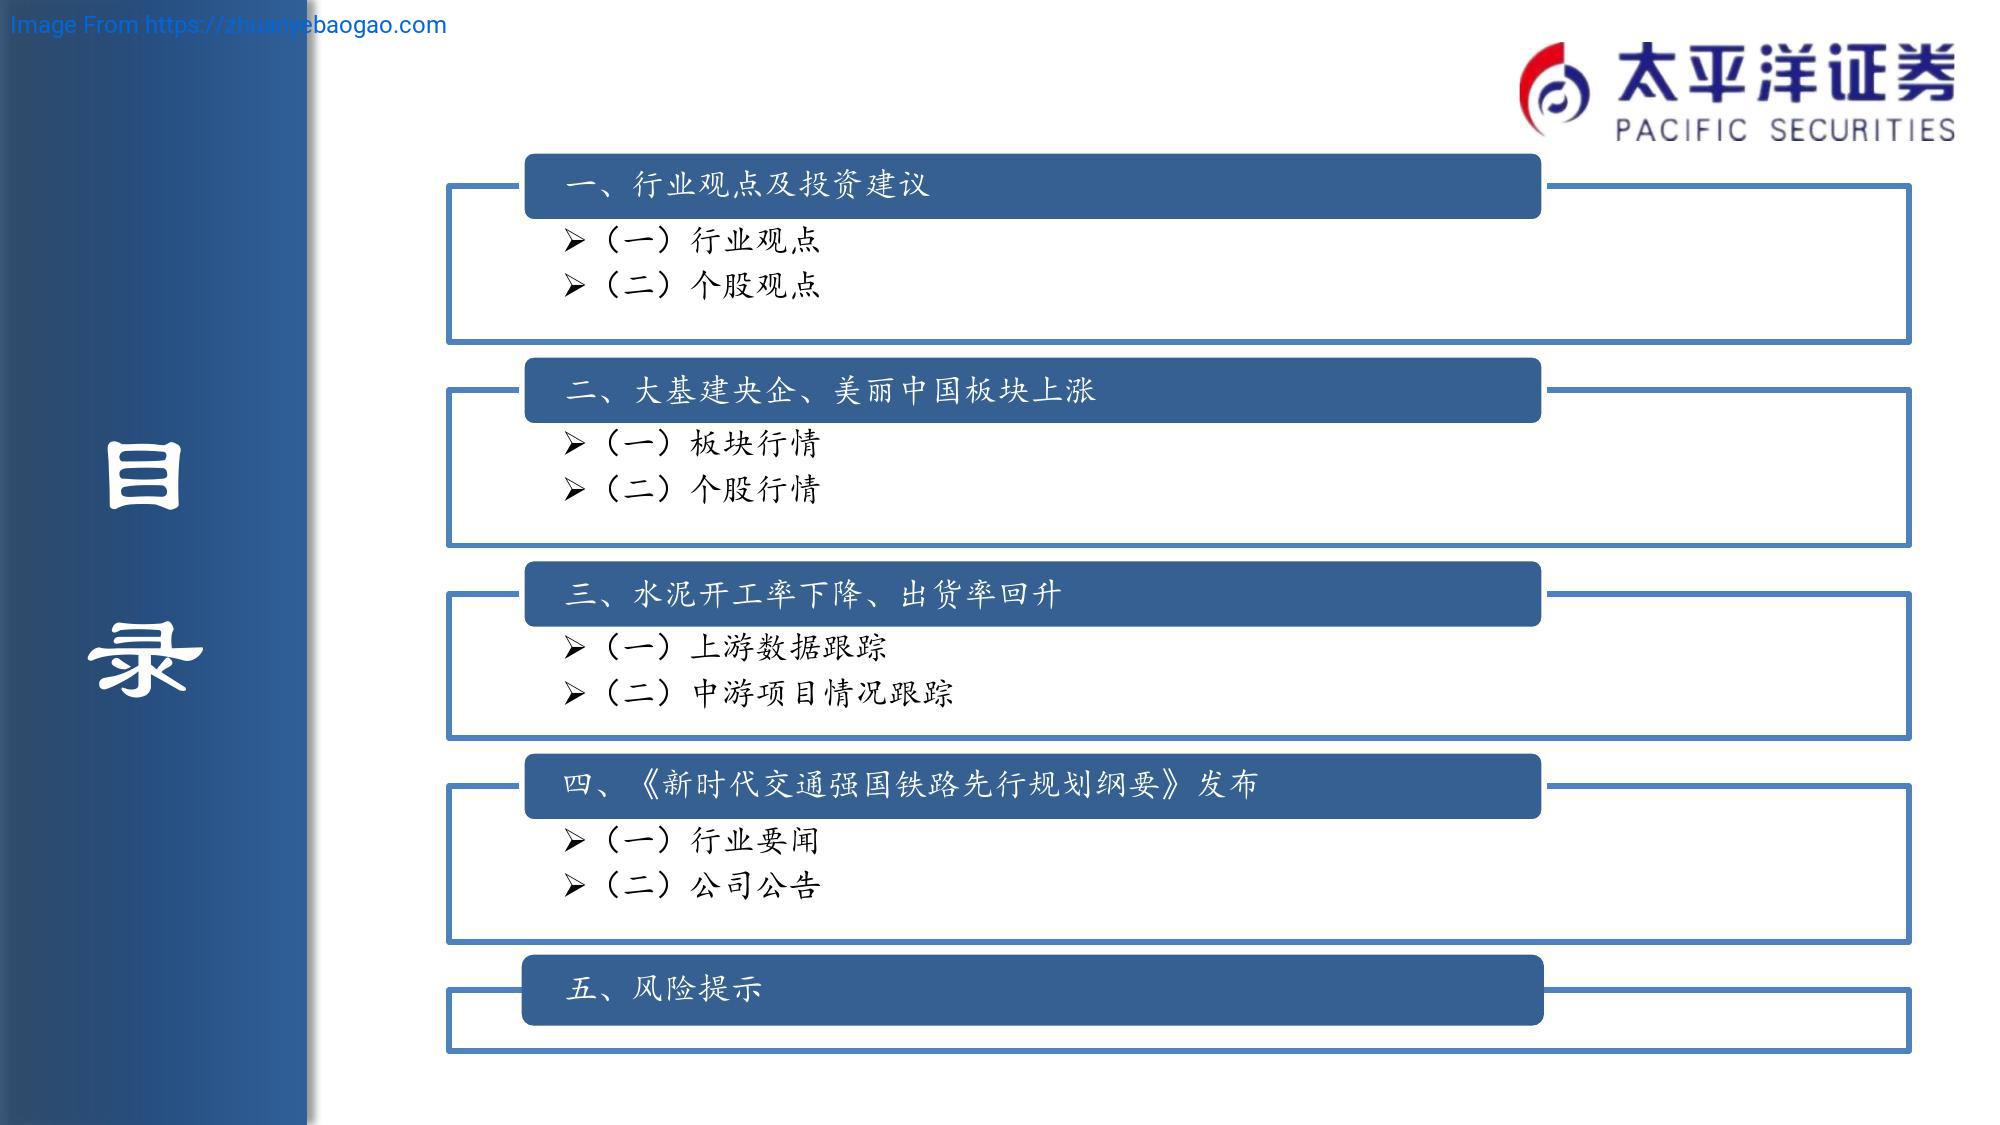 Image From https://zhuanyebaogao.com
太平洋证券
PACIFIC SECURITIES
目
录
一、行业观点及投资建议
（一）行业观点
（二）个股观点
二、大基建央企、美丽中国板块上涨
（一）板块行情
（二）个股行情
三、水泥开工率下降、出货率回升
（一）上游数据跟踪
（二）中游项目情况跟踪
四、《新时代交通强国铁路先行规划纲要》发布
（一）行业要闻
（二）公司公告
五、风险提示